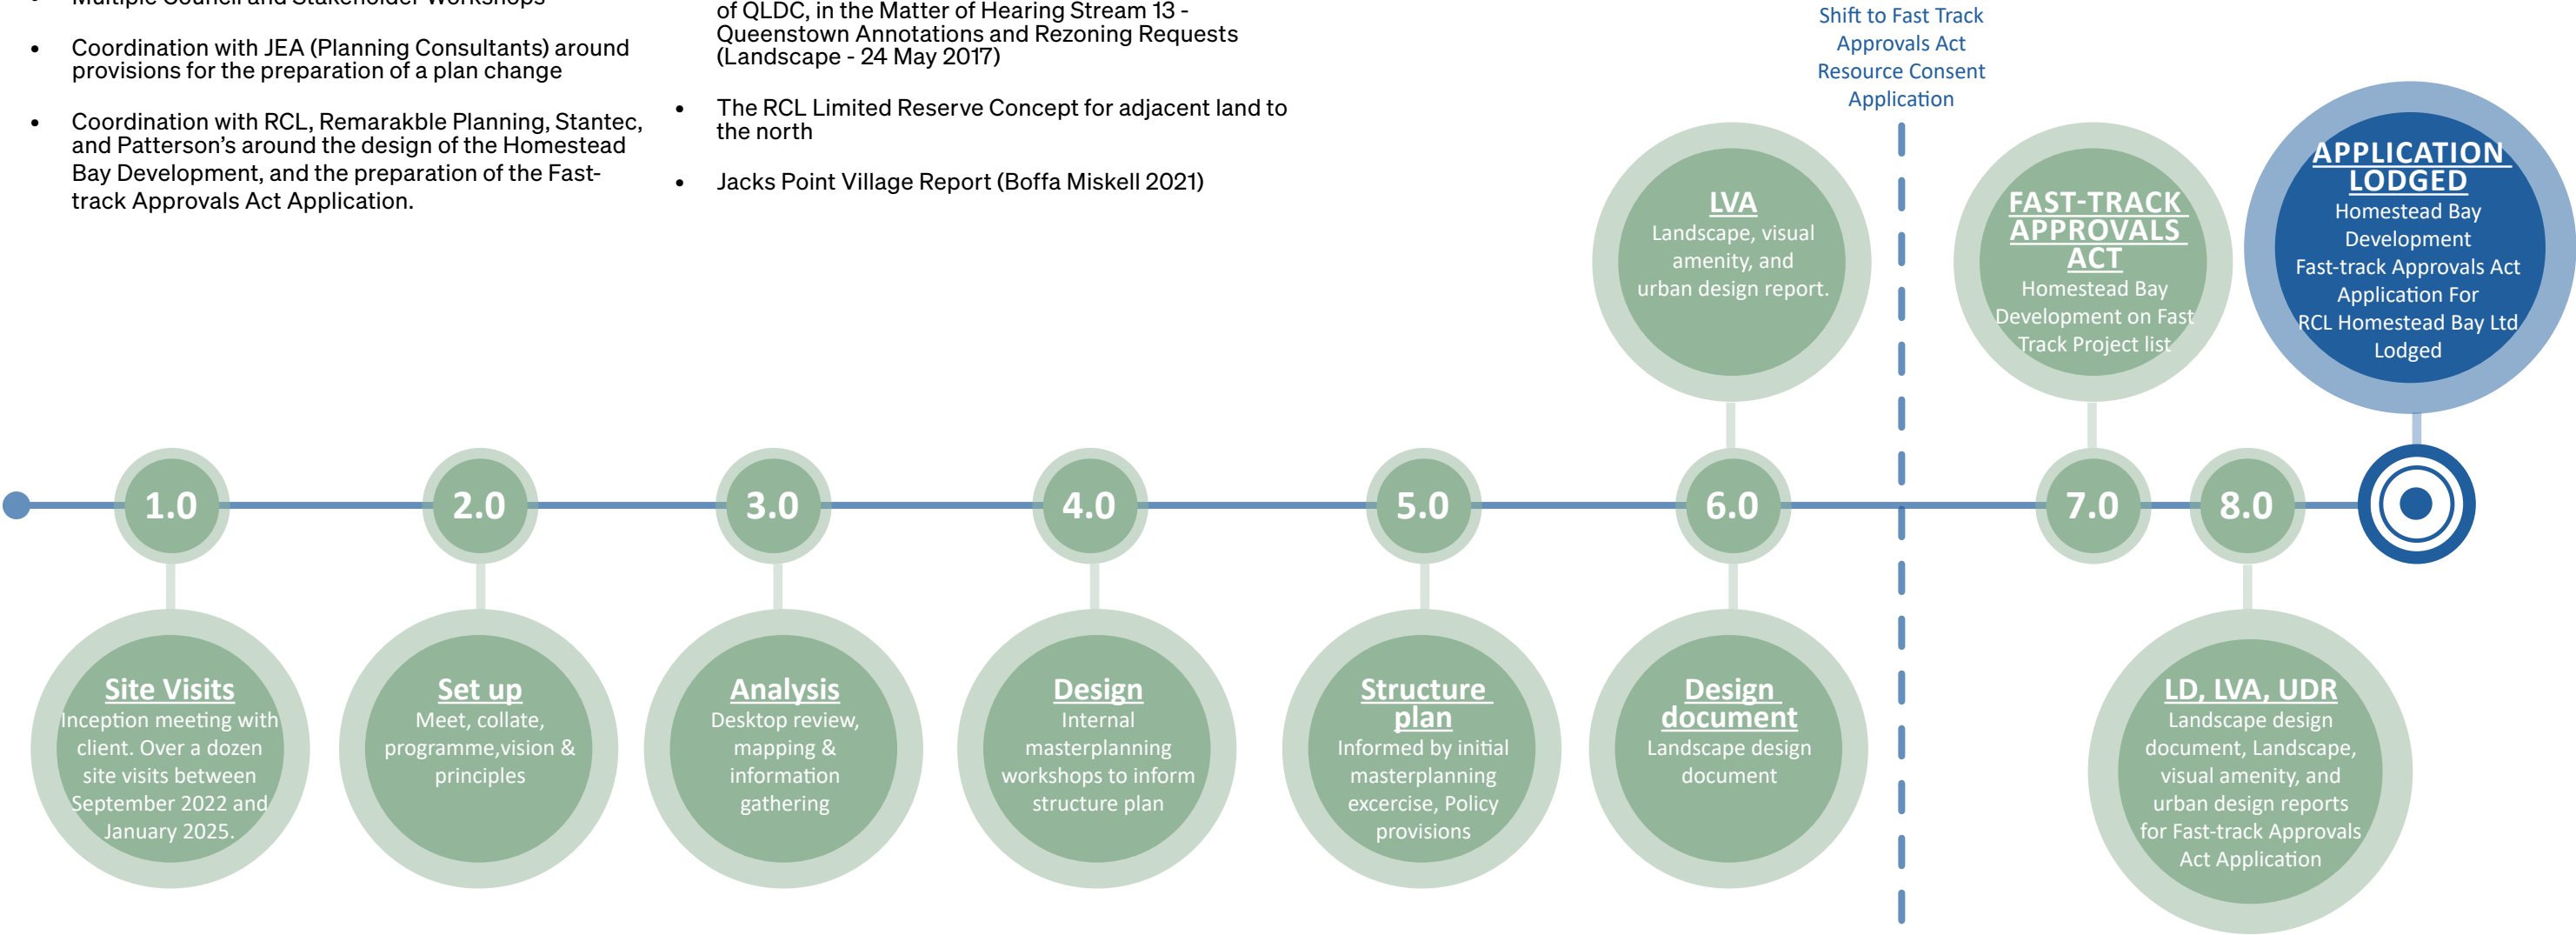 Multiple Council and Stakeholder Workshops
• Coordination with JEA (Planning Consultants) around
provisions for the preparation of a plan change
• Coordination with RCL, Remarakble Planning, Stantec,
and Patterson's around the design of the Homestead
Bay Development, and the preparation of the Fast-
track Approvals Act Application.
of QLDC, in the Matter of Hearing Stream 13 -
Queenstown Annotations and Rezoning Requests
(Landscape - 24 May 2017)
• The RCL Limited Reserve Concept for adjacent land to
the north
• Jacks Point Village Report (Boffa Miskell 2021)
Shift to Fast Track
Approvals Act
Resource Consent
Application
LVA
Landscape, visual
amenity, and
urban design report.
FAST-TRACK
APPROVALS
ACT
Homestead Bay
Development on Fast
Track Project list
APPLICATION
LODGED
Homestead Bay
Development
Fast-track Approvals Act
Application For
RCL Homestead Bay Ltd
Lodged
1.0
2.0
3.0
4.0
5.0
6.0
7.0
8.0
Site Visits
Inception meeting with
client. Over a dozen
site visits between
September 2022 and
January 2025.
Set up
Meet, collate,
programme,vision &
principles
Analysis
Desktop review,
mapping &
information
gathering
Design
Internal
masterplanning
workshops to inform
structure plan
Structure
plan
Informed by initial
masterplanning
excercise, Policy
provisions
Design
document
Landscape design
document
LD, LVA, UDR
Landscape design
document, Landscape,
visual amenity, and
urban design reports
for Fast-track Approvals
Act Application